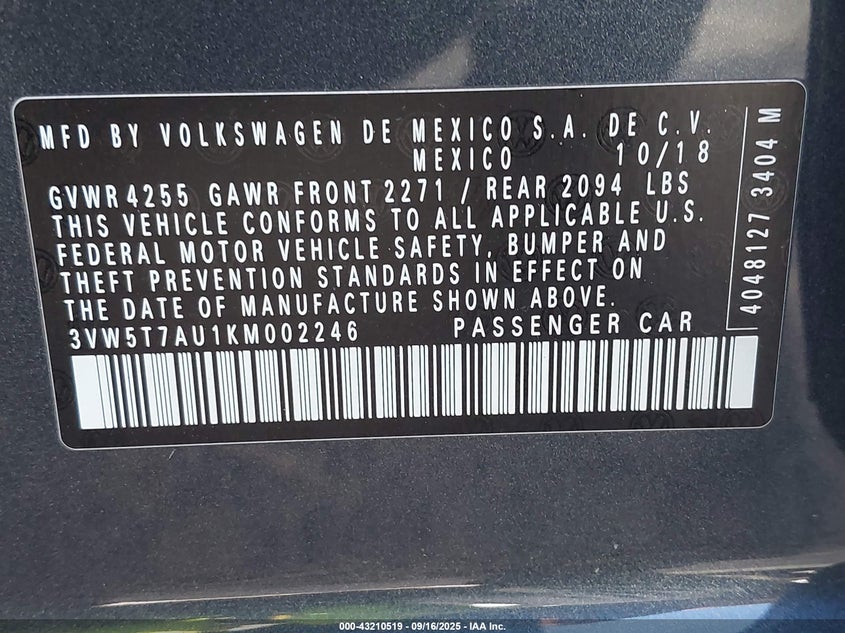 MFD BY VOLKSWAGEN DE MEXICO S.A. DE C.V.
MEXICO 10/18
GVWR 4255 GAWR FRONT 2271 / REAR 2094 LBS
THIS VEHICLE CONFORMS TO ALL APPLICABLE U.S.
FEDERAL MOTOR VEHICLE SAFETY, BUMPER AND
THEFT PREVENTION STANDARDS IN EFFECT ON
THE DATE OF MANUFACTURE SHOWN ABOVE.
3VW5T7AU1KM002246 PASSENGER CAR
4048127 3404 M
000-43210519 - 09/16/2025 - IAA Inc.